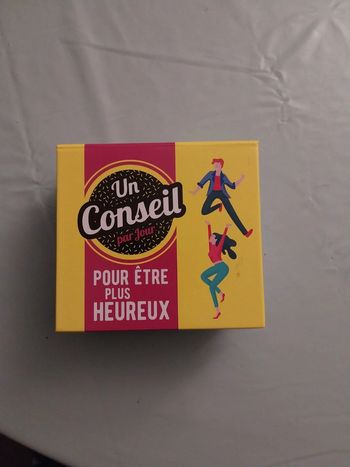 Un
Conseil
par Jour
POUR ÊTRE
PLUS
HEUREUX